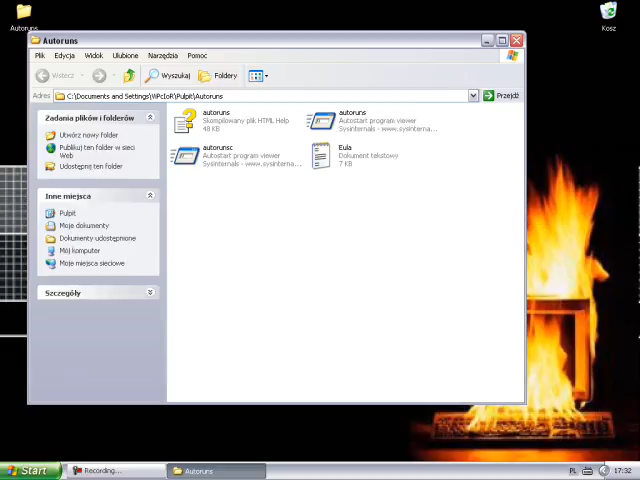 Autoruns
Kosz
Autoruns
Plik Edycja Widok Ulubione Narzędzia Pomoc
Wstecz Wyszukaj Foldery
Adres C:\Documents and Settings\WPcIoR\Pulpit\Autoruns Przejdź
Zadania plików i folderów
Utwórz nowy folder
Publikuj ten folder w sieci
Web
Udostępnij ten folder
Inne miejsca
Pulpit
Moje dokumenty
Dokumenty udostępnione
Mój komputer
Moje miejsca sieciowe
Szczegóły
autoruns
Skompilowany plik HTML Help
48 KB
autoruns
Autostart program viewer
Sysinternals - www.sysinterna...
autorunsc
Autostart program viewer
Sysinternals - www.sysinterna...
Eula
Dokument tekstowy
7 KB
Start Recording... Autoruns PL 17:32